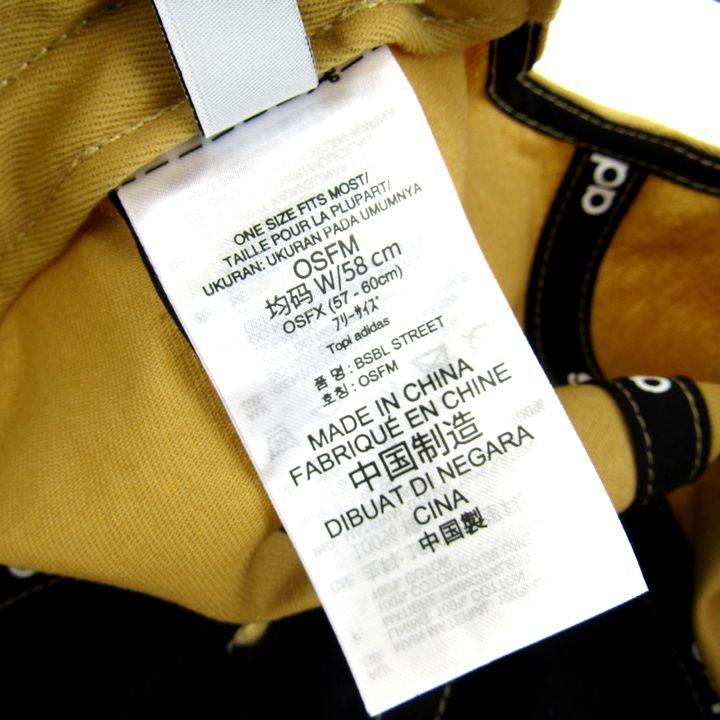 ONE SIZE FITS MOST/
TAILLE POUR LA PLUPART/
UKURAN: UKURAN PADA UMUMNYA
OSFM
均码 W/58 cm
OSFX (57 - 60cm)
フリーサイズ
Topi adidas
품 명 : BSBL STREET
호칭 : OSFM
MADE IN CHINA
FABRIQUÉ EN CHINE
中国制造
DIBUAT DI NEGARA
CINA
中国製